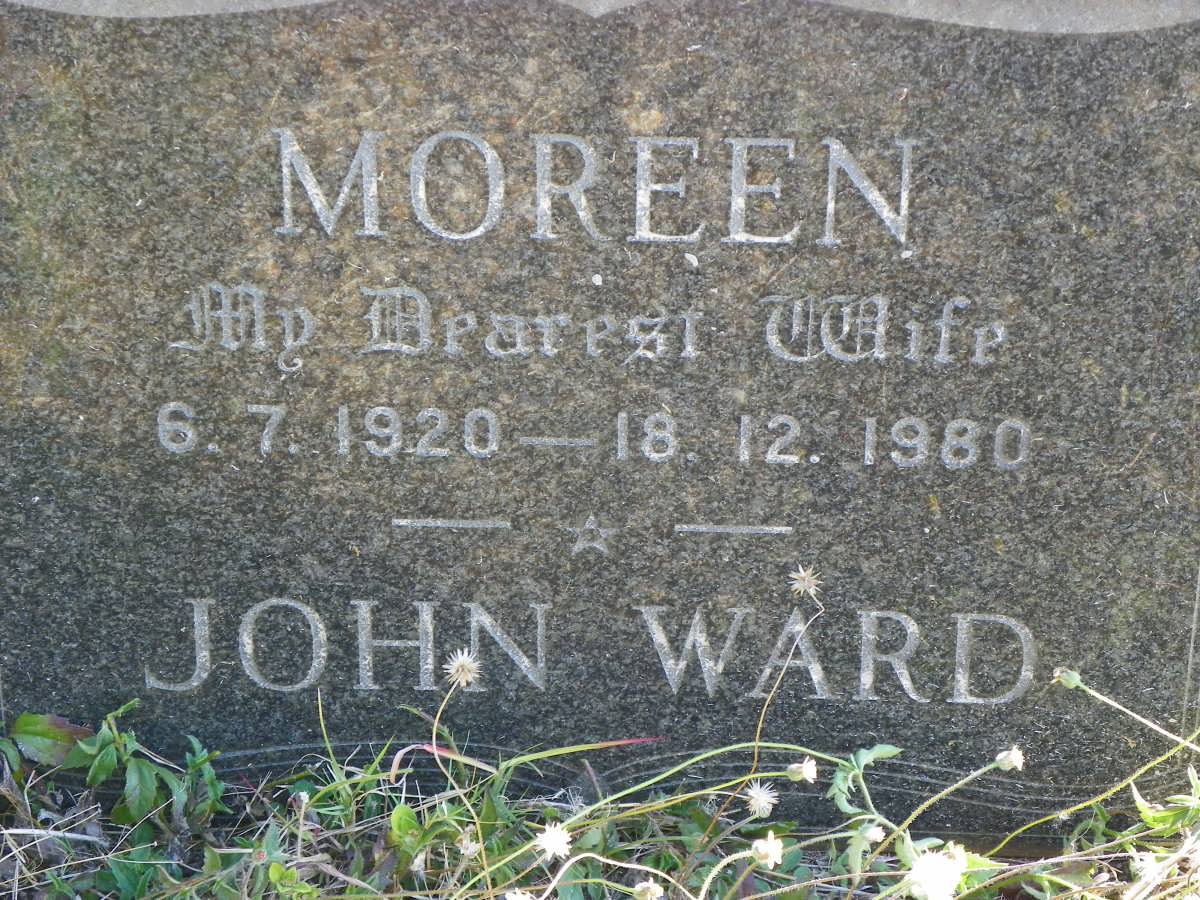 MOREEN
My Dearest Wife
6. 7. 1920 — 18. 12. 1980
JOHN WARD